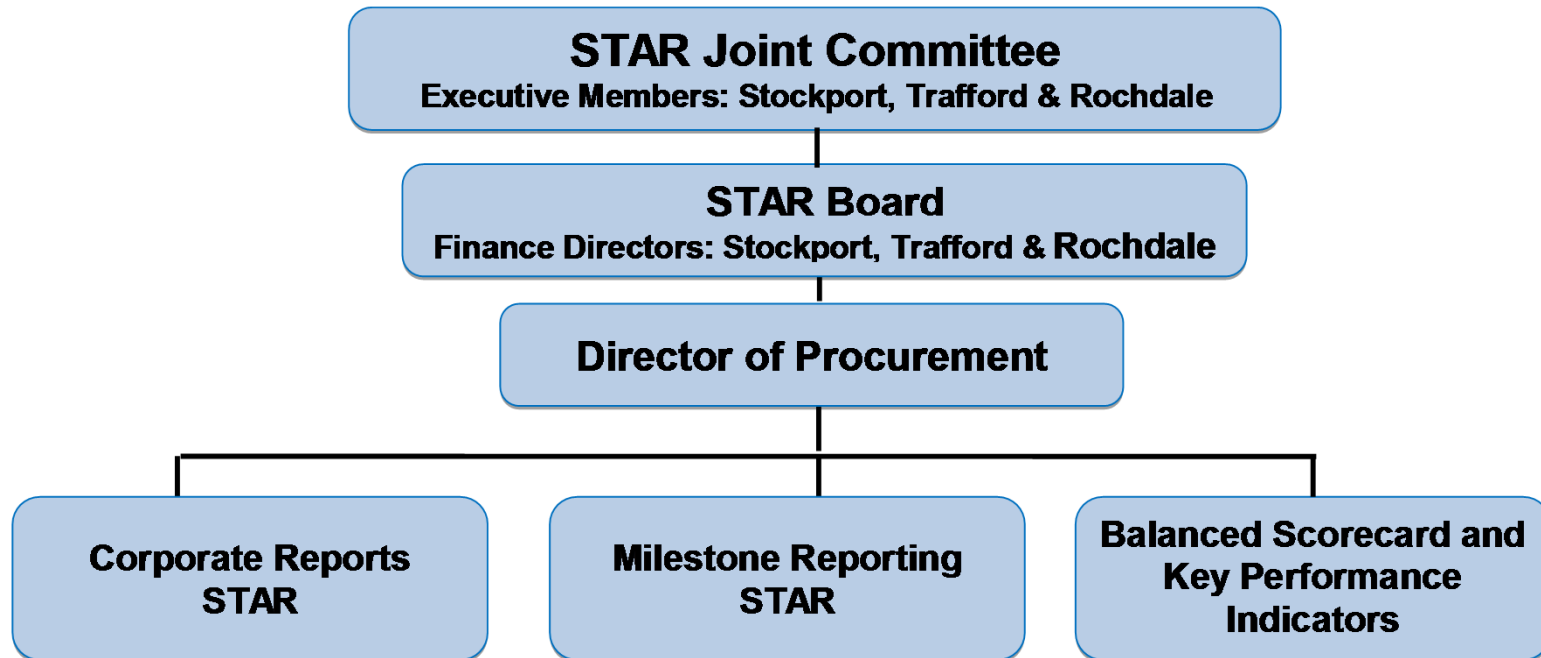 STAR Joint Committee
Executive Members: Stockport, Trafford & Rochdale
STAR Board
Finance Directors: Stockport, Trafford & Rochdale
Director of Procurement
Corporate Reports
STAR
Milestone Reporting
STAR
Balanced Scorecard and
Key Performance
Indicators